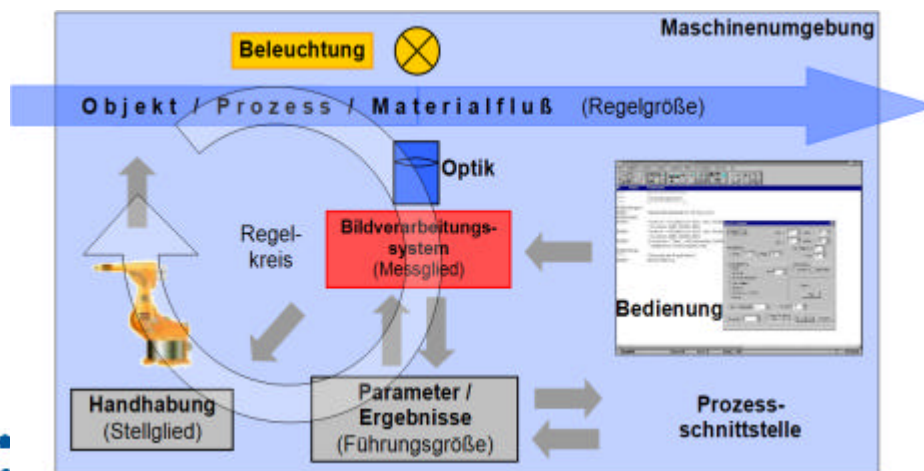 Maschinenumgebung
Beleuchtung
Objekt / Prozess / Materialfluß (Regelgröße)
Optik
Regel-
kreis
Bildverarbeitungs-
system
(Messglied)
Bedienung
Handhabung
(Stellglied)
Parameter /
Ergebnisse
(Führungsgröße)
Prozess-
schnittstelle